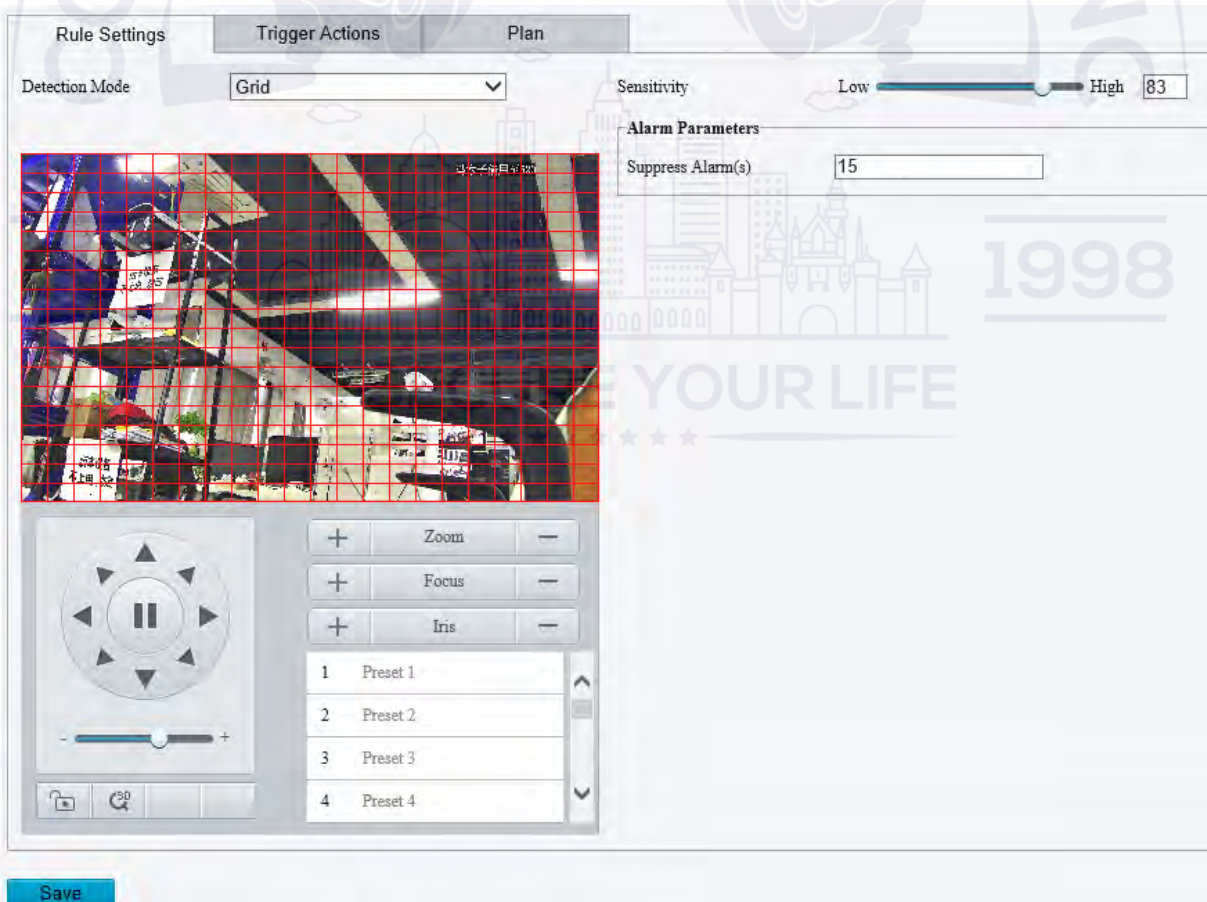 Rule Settings
Trigger Actions
Plan
Detection Mode
Grid
Sensitivity
Low
High
83
Alarm Parameters
Suppress Alarm(s)
15
1998
YOUR LIFE
Zoom
Focus
Iris
1 Preset 1
2 Preset 2
3 Preset 3
4 Preset 4
- +
3D
Save